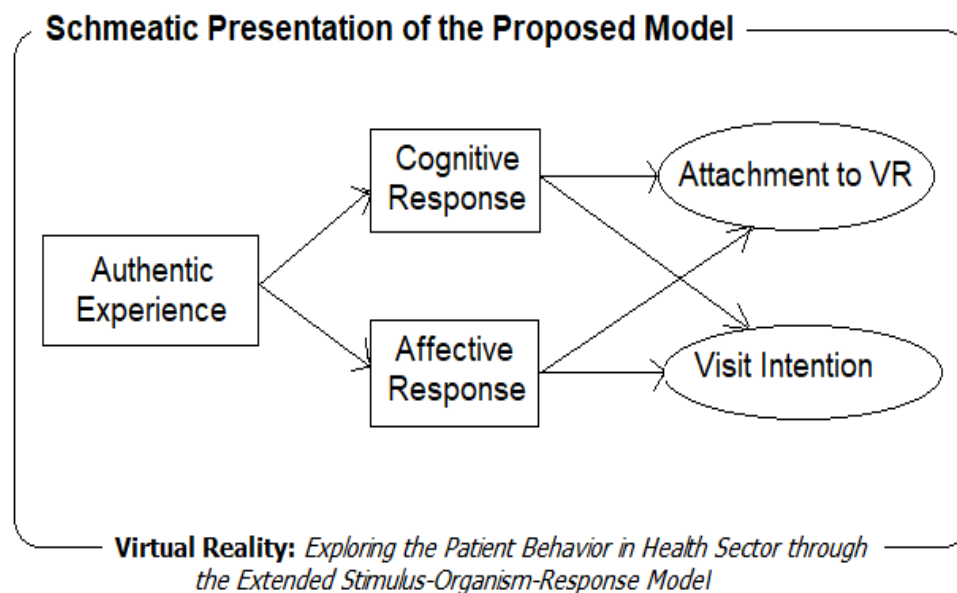 Schmeatic Presentation of the Proposed Model
Cognitive
Response
Attachment to VR
Authentic
Experience
Affective
Response
Visit Intention
Virtual Reality: Exploring the Patient Behavior in Health Sector through
the Extended Stimulus-Organism-Response Model